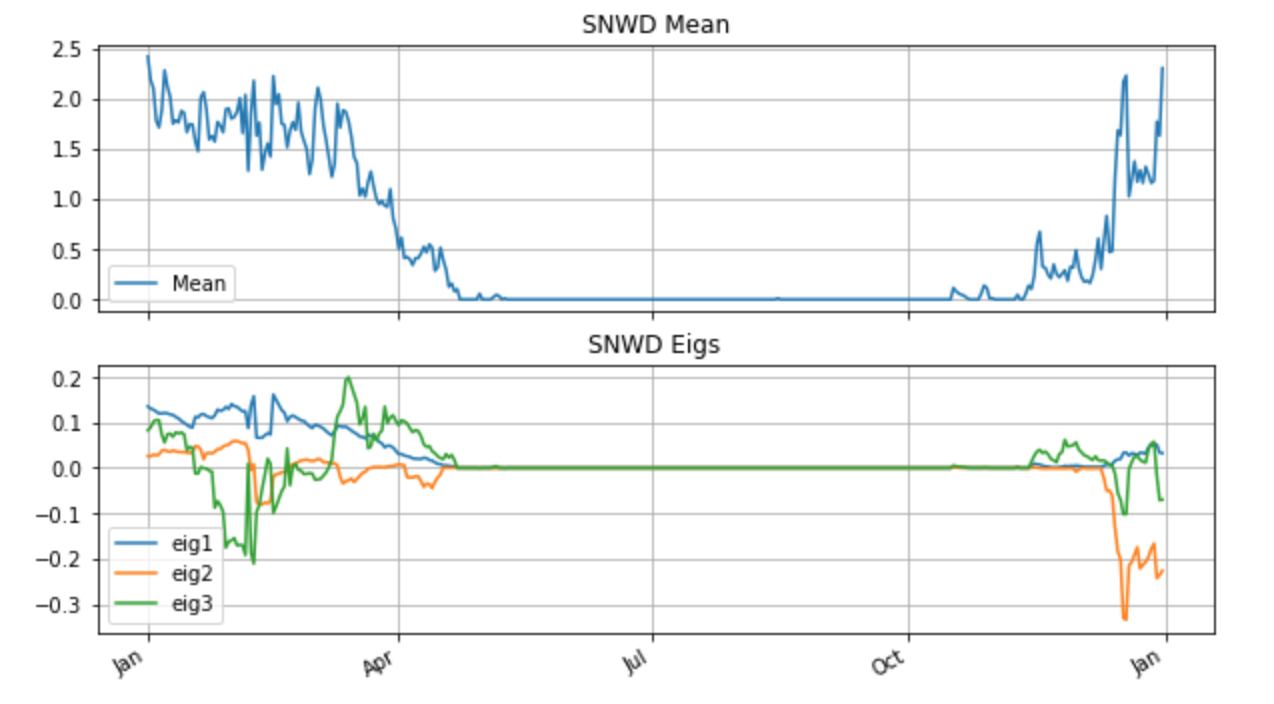 SNWD Mean
2.5
2.0
1.5
1.0
0.5
0.0
Mean
SNWD Eigs
0.2
0.1
0.0
−0.1
−0.2
−0.3
eig1
eig2
eig3
Jan Apr Jul Oct Jan